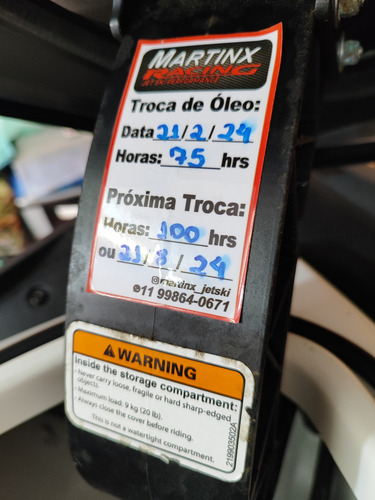 MARTINX
RACING
Troca de Óleo:
Data 21/2/24
Horas: 75 hrs
Próxima Troca:
Horas: 100 hrs
ou 21/8/24
@martinx_jetski
11 99864-0671
WARNING
Inside the storage compartment:
- Never carry loose, fragile or hard sharp-edged
objects.
- Maximum load: 9 kg (20 lb).
Always close the cover before riding.
This is not a watertight compartment.
219903502A